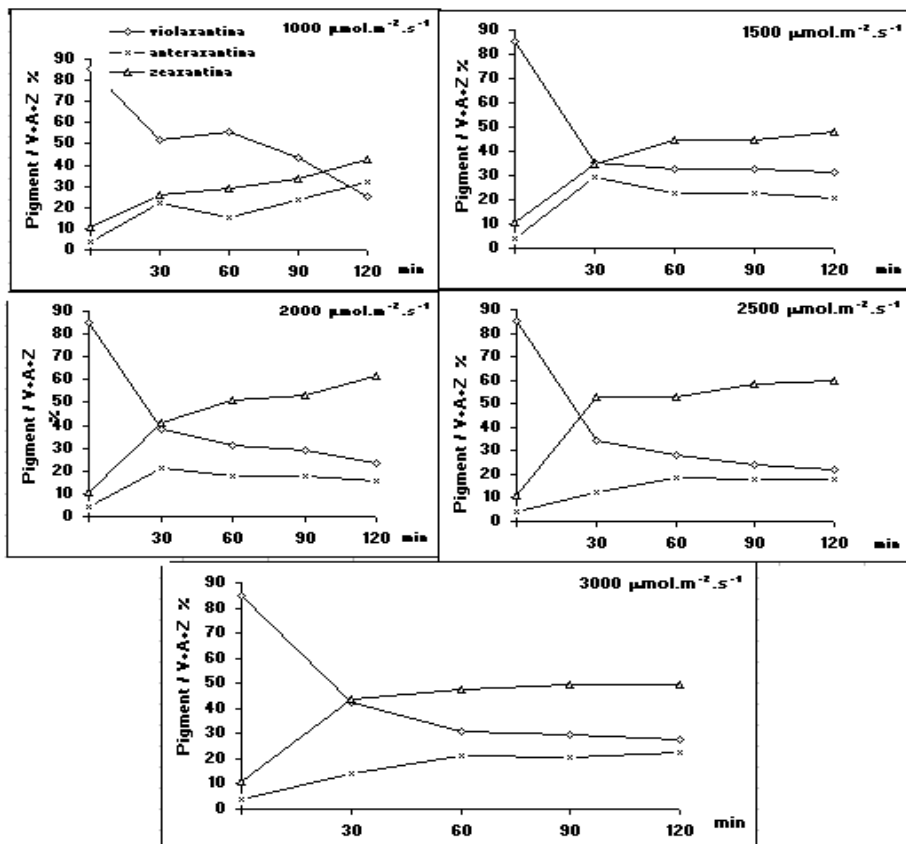 violaxantina
anteraxantina
zeaxantina
1000 µmol.m⁻².s⁻¹
Pigment / V+A+Z %
90
80
70
60
50
40
30
20
10
0
30 60 90 120 min
1500 µmol.m⁻².s⁻¹
Pigment / V+A+Z %
90
80
70
60
50
40
30
20
10
0
30 60 90 120 min
2000 µmol.m⁻².s⁻¹
Pigment / V+A+Z
%
90
80
70
60
50
40
30
20
10
0
30 60 90 120 min
2500 µmol.m⁻².s⁻¹
Pigment / V+A+Z %
90
80
70
60
50
40
30
20
10
0
30 60 90 120 min
3000 µmol.m⁻².s⁻¹
Pigment / V+A+Z %
90
80
70
60
50
40
30
20
10
0
30 60 90 120 min